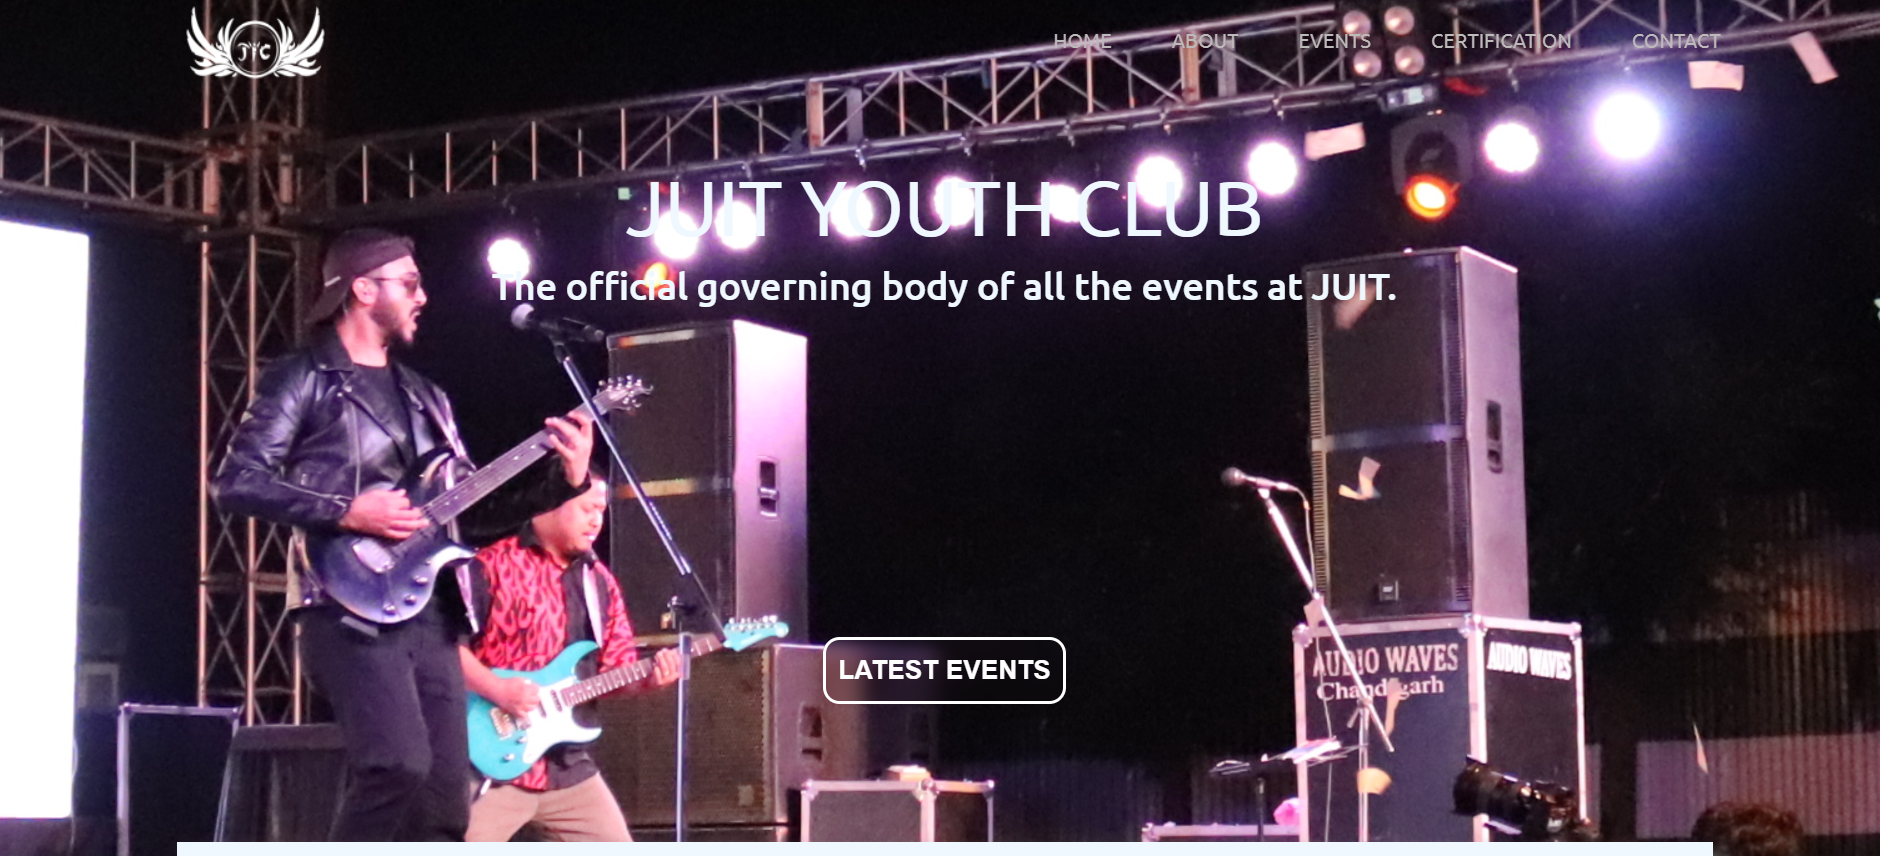 JYC
HOME ABOUT EVENTS CERTIFICATION CONTACT
JUIT YOUTH CLUB
The official governing body of all the events at JUIT.
LATEST EVENTS
AUDIO WAVES
Chandigarh
AUDIO WAVES